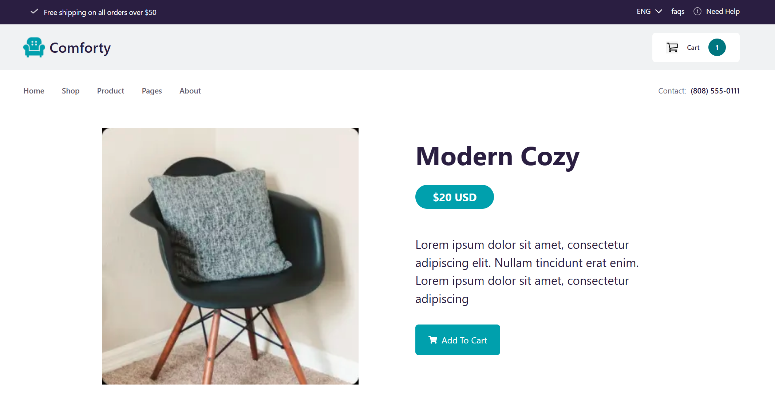 Free shipping on all orders over $50
ENG faqs Need Help
Comforty
Cart 1
Home Shop Product Pages About
Contact: (808) 555-0111
Modern Cozy
$20 USD
Lorem ipsum dolor sit amet, consectetur
adipiscing elit. Nullam tincidunt erat enim.
Lorem ipsum dolor sit amet, consectetur
adipiscing
Add To Cart